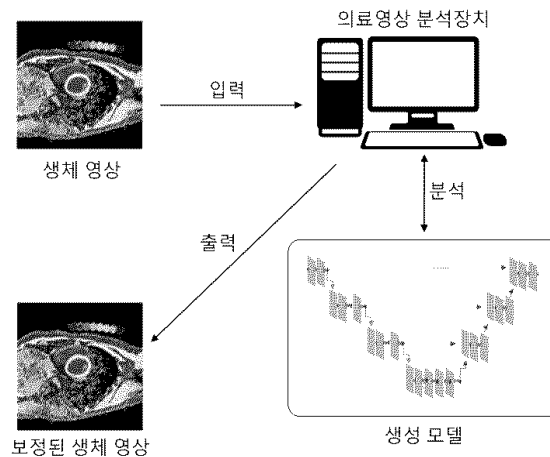 의료영상 분석장치
입력
생체 영상
분석
출력
......
보정된 생체 영상
생성 모델